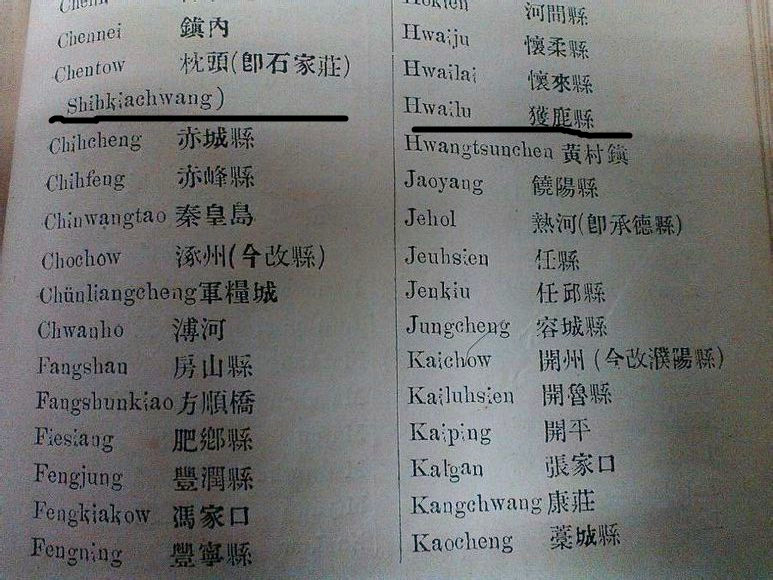 Chennei 鎮內
Chentow 枕頭(卽石家莊)
Shihkiachwang)
Chihcheng 赤城縣
Chihfeng 赤峰縣
Chinwangtao 秦皇島
Chochow 涿州(今改縣)
Chünliangcheng 軍糧城
Chwanho 溥河
Fangshan 房山縣
Fangshunkiao 方順橋
Fiesiang 肥鄉縣
Fengjung 豐潤縣
Fengkiakow 馮家口
Fengning 豐寧縣
Hokien 河間縣
Hwaiju 懷柔縣
Hwailai 懷來縣
Hwailu 獲鹿縣
Hwangtsunchen 黃村鎮
Jaoyang 饒陽縣
Jehol 熱河(卽承德縣)
Jeuhsien 任縣
Jenkiu 任邱縣
Jungcheng 容城縣
Kaichow 開州(今改濮陽縣)
Kailuhsien 開魯縣
Kaiping 開平
Kalgan 張家口
Kangchwang 康莊
Kaocheng 藁城縣